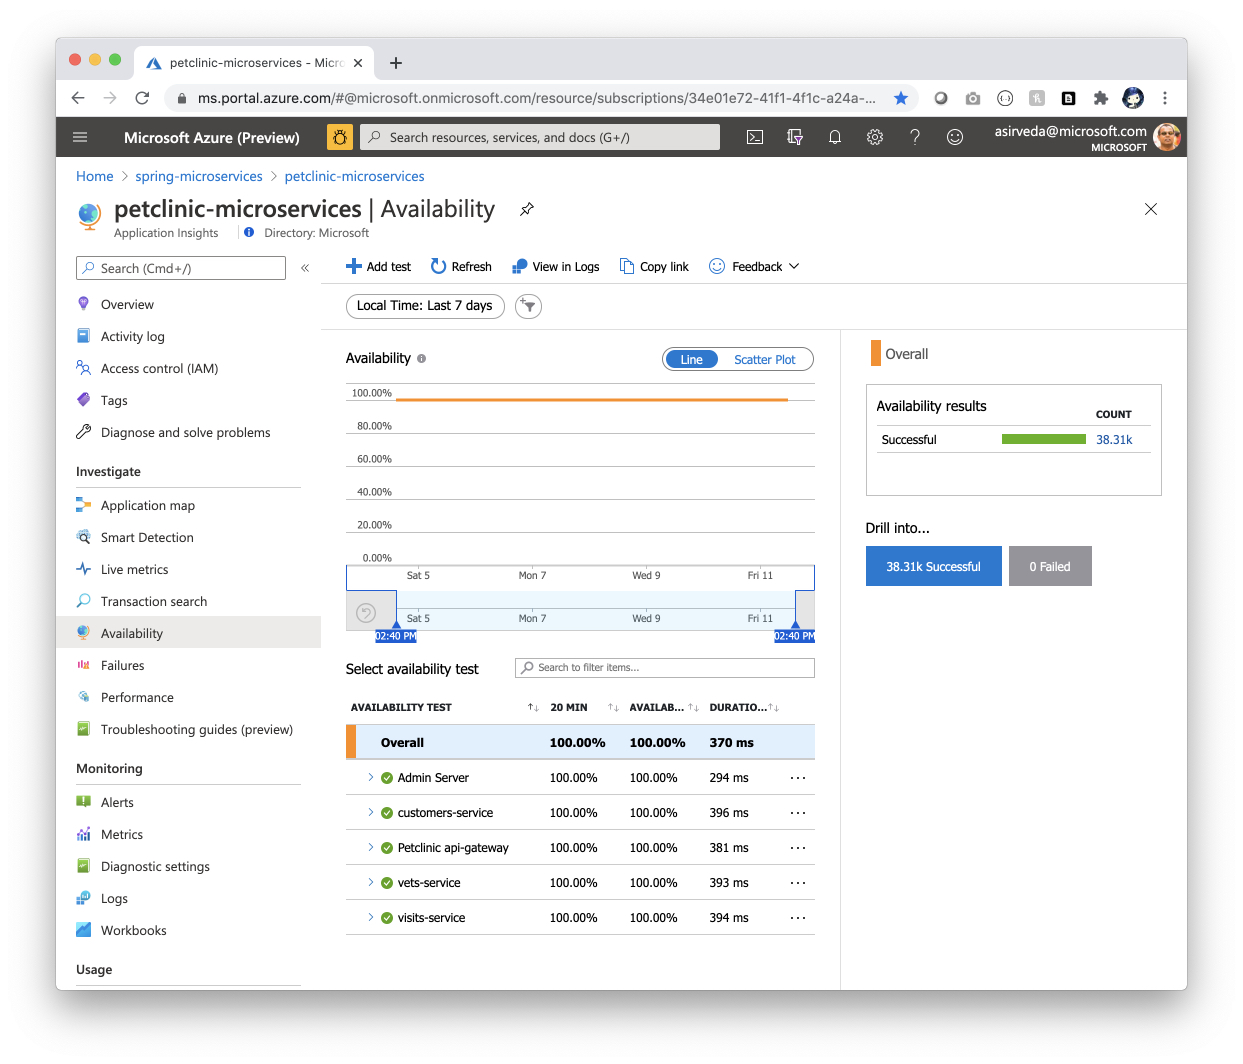 petclinic-microservices - Micro
ms.portal.azure.com/#@microsoft.onmicrosoft.com/resource/subscriptions/34e01e72-41f1-4f1c-a24a-...
Microsoft Azure (Preview)
Search resources, services, and docs (G+/)
asirveda@microsoft.com
MICROSOFT
Home > spring-microservices > petclinic-microservices
petclinic-microservices | Availability
Application Insights
Directory: Microsoft
Search (Cmd+/)
«
Overview
Activity log
Access control (IAM)
Tags
Diagnose and solve problems
Investigate
Application map
Smart Detection
Live metrics
Transaction search
Availability
Failures
Performance
Troubleshooting guides (preview)
Monitoring
Alerts
Metrics
Diagnostic settings
Logs
Workbooks
Usage
Add test Refresh View in Logs Copy link Feedback
Local Time: Last 7 days
Availability
Line Scatter Plot
100.00%
80.00%
60.00%
40.00%
20.00%
0.00%
Sat 5 Mon 7 Wed 9 Fri 11
Sat 5 Mon 7 Wed 9 Fri 11
02:40 PM 02:40 PM
Select availability test
Search to filter items...
AVAILABILITY TEST 20 MIN AVAILAB... DURATIO...
Overall 100.00% 100.00% 370 ms
Admin Server 100.00% 100.00% 294 ms ...
customers-service 100.00% 100.00% 396 ms ...
Petclinic api-gateway 100.00% 100.00% 381 ms ...
vets-service 100.00% 100.00% 393 ms ...
visits-service 100.00% 100.00% 394 ms ...
Overall
Availability results
COUNT
Successful 38.31k
Drill into...
38.31k Successful
0 Failed